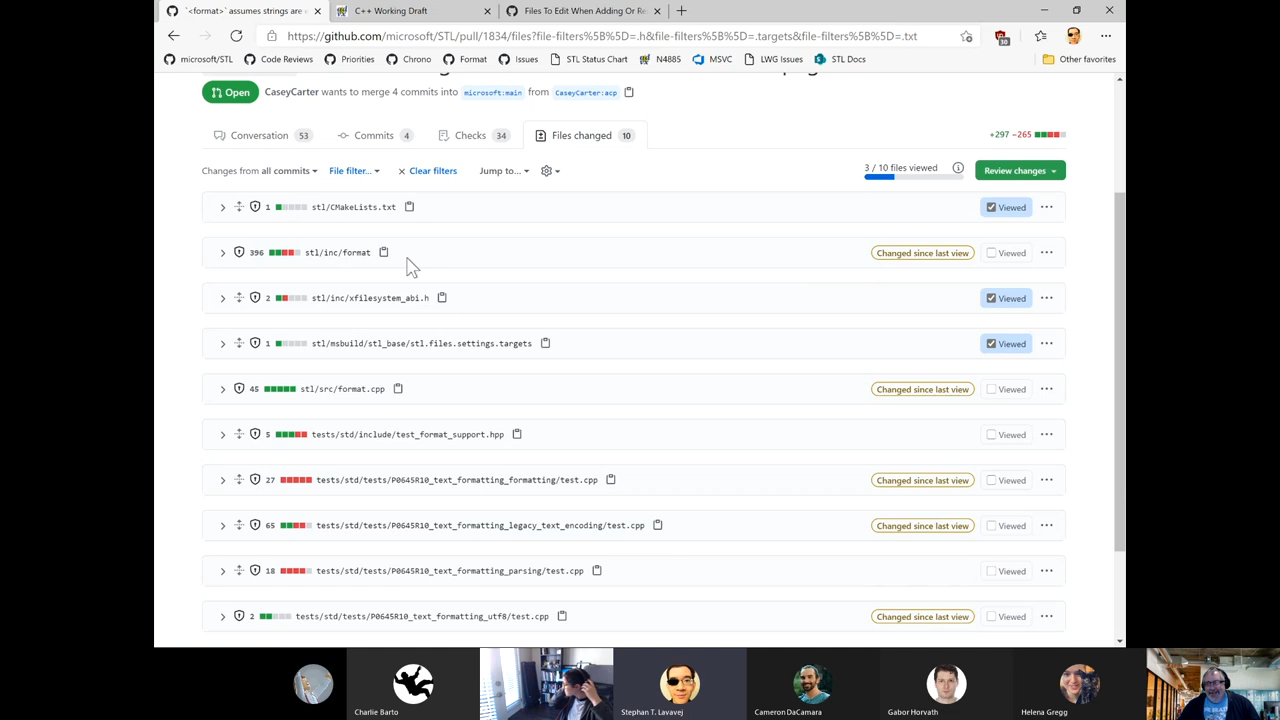 `<format>` assumes strings are
C++ Working Draft
Files To Edit When Adding Or Re
https://github.com/microsoft/STL/pull/1834/files?file-filters%5B%5D=.h&file-filters%5B%5D=.targets&file-filters%5B%5D=.txt
30
microsoft/STL
Code Reviews
Priorities
Chrono
Format
Issues
STL Status Chart
LWG Issues
N4885
MSVC
STL Docs
Other favorites
Open
CaseyCarter wants to merge 4 commits into microsoft:main from CaseyCarter:acp
Conversation 53
Commits 4
Checks 34
Files changed 10
+297 −265
Changes from all commits
File filter...
× Clear filters
Jump to...
3 / 10 files viewed
Review changes
1 stl/CMakeLists.txt Viewed
396 stl/inc/format Changed since last view Viewed
2 stl/inc/xfilesystem_abi.h Viewed
1 stl/msbuild/stl_base/stl.files.settings.targets Viewed
45 stl/src/format.cpp Changed since last view Viewed
5 tests/std/include/test_format_support.hpp Viewed
27 tests/std/tests/P0645R10_text_formatting_formatting/test.cpp Changed since last view Viewed
65 tests/std/tests/P0645R10_text_formatting_legacy_text_encoding/test.cpp Changed since last view Viewed
18 tests/std/tests/P0645R10_text_formatting_parsing/test.cpp Viewed
2 tests/std/tests/P0645R10_text_formatting_utf8/test.cpp Changed since last view Viewed
Charlie Barto
Stephan T. Lavavej
Cameron DaCamara
Gabor Horvath
Helena Gregg